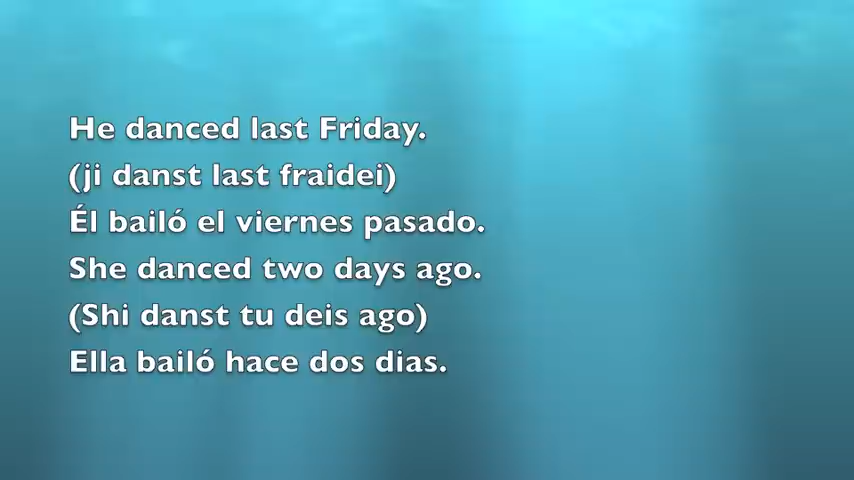 He danced last Friday.
(ji danst last fraidei)
Él bailó el viernes pasado.
She danced two days ago.
(Shi danst tu deis ago)
Ella bailó hace dos dias.